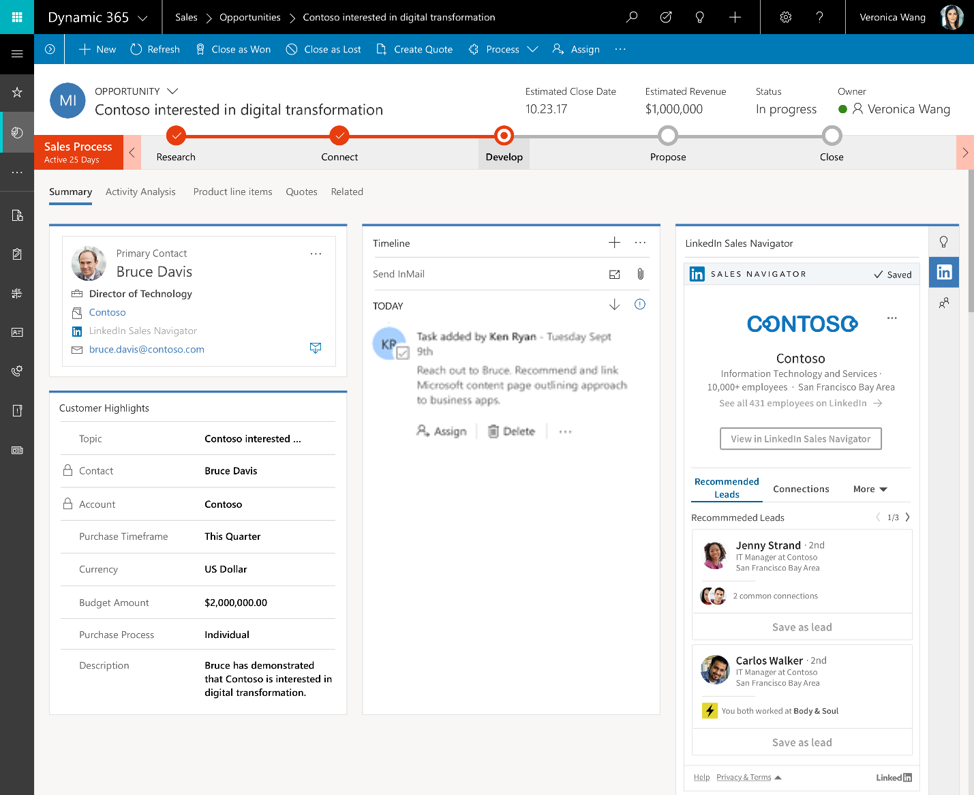 Dynamic 365
Sales > Opportunities > Contoso interested in digital transformation
Veronica Wang
New
Refresh
Close as Won
Close as Lost
Create Quote
Process
Assign
MI
OPPORTUNITY
Contoso interested in digital transformation
Estimated Close Date
10.23.17
Estimated Revenue
$1,000,000
Status
In progress
Owner
Veronica Wang
Sales Process
Active 25 Days
Research
Connect
Develop
Propose
Close
Summary
Activity Analysis
Product line items
Quotes
Related
Primary Contact
Bruce Davis
Director of Technology
Contoso
LinkedIn Sales Navigator
bruce.davis@contoso.com
Customer Highlights
Topic Contoso interested ...
Contact Bruce Davis
Account Contoso
Purchase Timeframe This Quarter
Currency US Dollar
Budget Amount $2,000,000.00
Purchase Process Individual
Description Bruce has demonstrated
that Contoso is interested in
digital transformation.
Timeline
Send InMail
TODAY
KR
Task added by Ken Ryan - Tuesday Sept
9th
Reach out to Bruce. Recommend and link
Microsoft content page outlining approach
to business apps.
Assign
Delete
LinkedIn Sales Navigator
in SALES NAVIGATOR
Saved
in
CONTOSO
Contoso
Information Technology and Services ·
10,000+ employees · San Francisco Bay Area
See all 431 employees on LinkedIn →
View in LinkedIn Sales Navigator
Recommended
Leads
Connections
More
Recommmeded Leads
1/3
Jenny Strand · 2nd
IT Manager at Contoso
San Francisco Bay Area
2 common connections
Save as lead
Carlos Walker · 2nd
IT Manager at Contoso
San Francisco Bay Area
You both worked at Body & Soul
Save as lead
Help
Privacy & Terms
Linked in